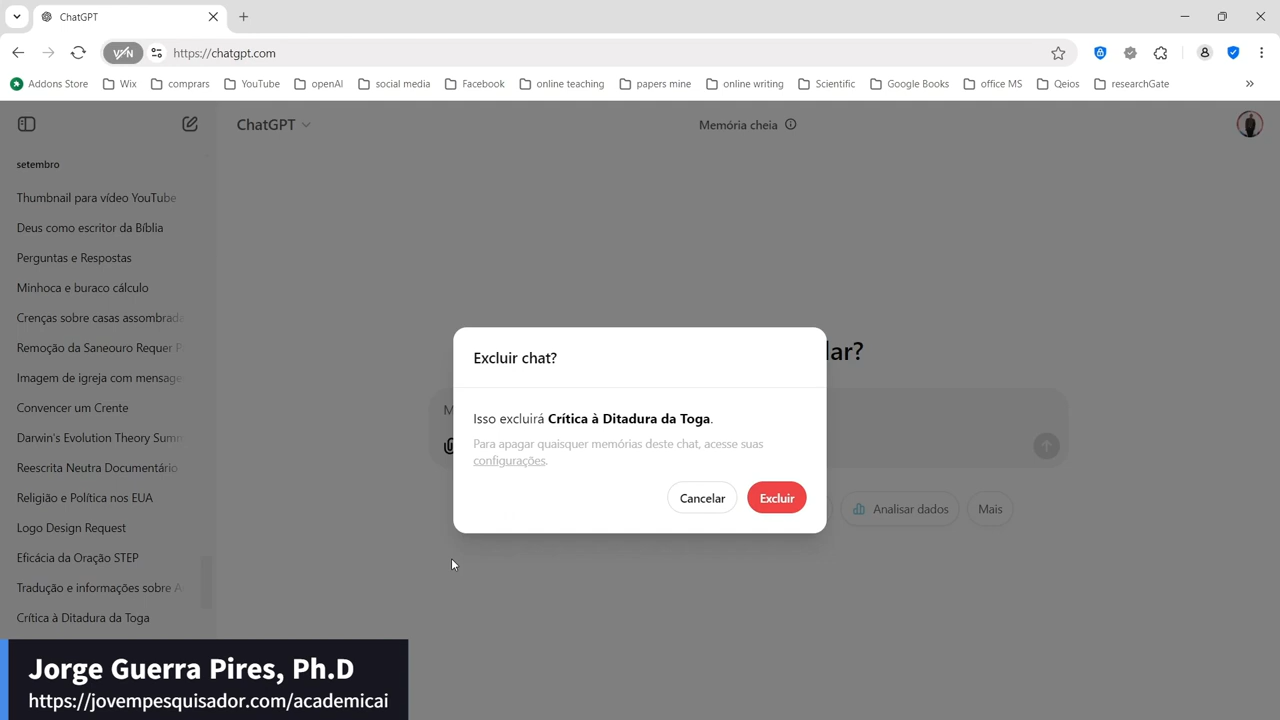 ChatGPT
VPN
https://chatgpt.com
Addons Store
Wix
comprars
YouTube
openAI
social media
Facebook
online teaching
papers mine
online writing
Scientific
Google Books
office MS
Qeios
researchGate
ChatGPT
Memória cheia
setembro
Thumbnail para vídeo YouTube
Deus como escritor da Bíblia
Perguntas e Respostas
Minhoca e buraco cálculo
Crenças sobre casas assombrada
Remoção da Saneouro Requer P
Imagem de igreja com mensage
Convencer um Crente
Darwin's Evolution Theory Summ
Reescrita Neutra Documentário
Religião e Política nos EUA
Logo Design Request
Eficácia da Oração STEP
Tradução e informações sobre A
Crítica à Ditadura da Toga
lar?
M
Excluir chat?
Isso excluirá Crítica à Ditadura da Toga.
Para apagar quaisquer memórias deste chat, acesse suas
configurações.
Cancelar
Excluir
Analisar dados
Mais
Jorge Guerra Pires, Ph.D
https://jovempesquisador.com/academicai